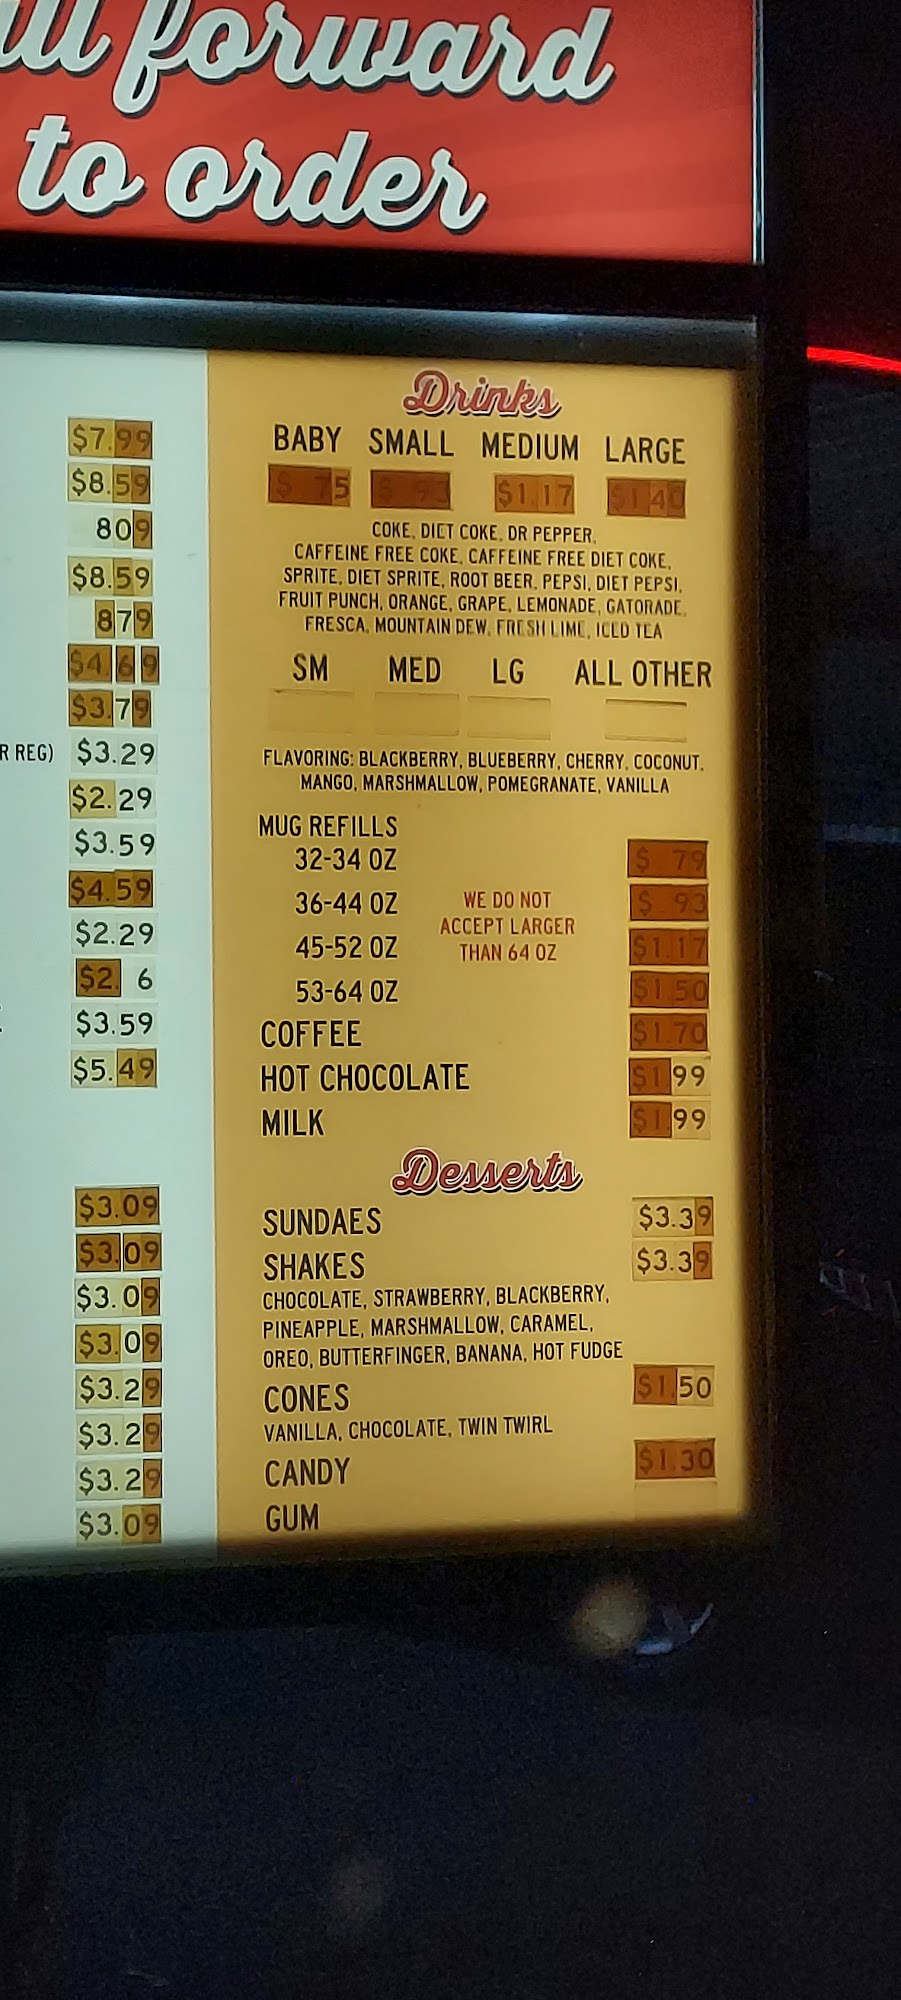 forward
to order
$7.99
$8.59
809
$8.59
879
$4.69
$3.79
R REG) $3.29
$2.29
$3.59
$4.59
$2.29
$2. 6
$3.59
$5.49
$3.09
$3.09
$3.09
$3.09
$3.29
$3.29
$3.29
$3.09
Drinks
BABY SMALL MEDIUM LARGE
$ .75 $ .93 $1.17 $1.40
COKE, DIET COKE, DR PEPPER,
CAFFEINE FREE COKE, CAFFEINE FREE DIET COKE,
SPRITE, DIET SPRITE, ROOT BEER, PEPSI, DIET PEPSI,
FRUIT PUNCH, ORANGE, GRAPE, LEMONADE, GATORADE,
FRESCA, MOUNTAIN DEW, FRESH LIME, ICED TEA
SM MED LG ALL OTHER
FLAVORING: BLACKBERRY, BLUEBERRY, CHERRY, COCONUT,
MANGO, MARSHMALLOW, POMEGRANATE, VANILLA
MUG REFILLS
32-34 OZ $ .79
36-44 OZ $ .93
45-52 OZ $1.17
53-64 OZ $1.50
WE DO NOT
ACCEPT LARGER
THAN 64 OZ
COFFEE $1.70
HOT CHOCOLATE $1.99
MILK $1.99
Desserts
SUNDAES $3.39
SHAKES $3.39
CHOCOLATE, STRAWBERRY, BLACKBERRY,
PINEAPPLE, MARSHMALLOW, CARAMEL,
OREO, BUTTERFINGER, BANANA, HOT FUDGE
CONES $1.50
VANILLA, CHOCOLATE, TWIN TWIRL
CANDY $1.30
GUM